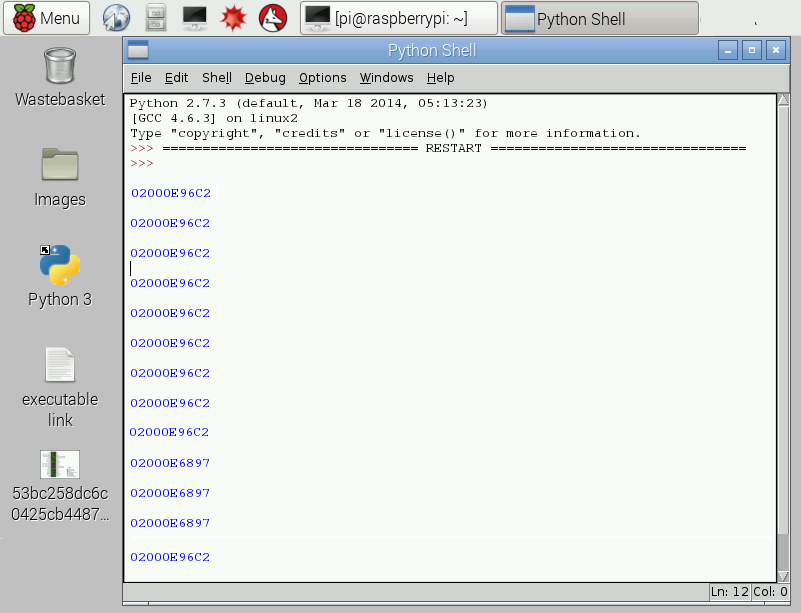 Menu
[pi@raspberrypi: ~]
Python Shell
Python Shell
File Edit Shell Debug Options Windows Help
Wastebasket
Images
Python 3
executable
link
53bc258dc6c
0425cb4487...
Python 2.7.3 (default, Mar 18 2014, 05:13:23)
[GCC 4.6.3] on linux2
Type "copyright", "credits" or "license()" for more information.
>>> ================================ RESTART ================================
>>>
02000E96C2
02000E96C2
02000E96C2
02000E96C2
02000E96C2
02000E96C2
02000E96C2
02000E96C2
02000E96C2
02000E6897
02000E6897
02000E6897
02000E96C2
Ln: 12 Col: 0